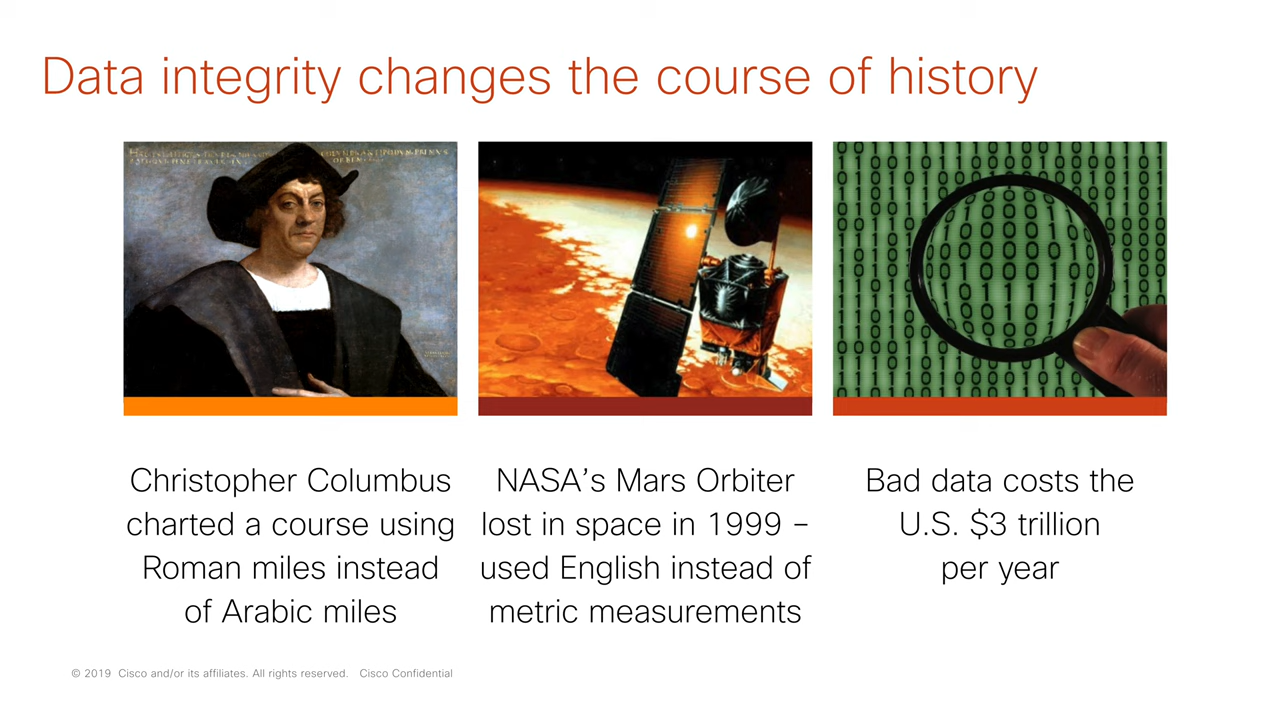 Data integrity changes the course of history
Christopher Columbus
charted a course using
Roman miles instead
of Arabic miles
NASA’s Mars Orbiter
lost in space in 1999 –
used English instead of
metric measurements
Bad data costs the
U.S. $3 trillion
per year
© 2019 Cisco and/or its affiliates. All rights reserved. Cisco Confidential